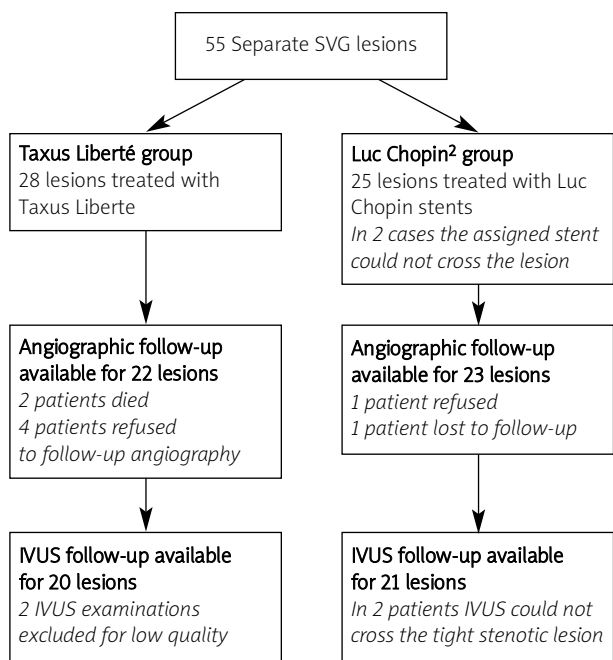 55 Separate SVG lesions
Taxus Liberté group
28 lesions treated with
Taxus Liberte
Luc Chopin² group
25 lesions treated with Luc
Chopin stents
In 2 cases the assigned stent
could not cross the lesion
Angiographic follow-up
available for 22 lesions
2 patients died
4 patients refused
to follow-up angiography
Angiographic follow-up
available for 23 lesions
1 patient refused
1 patient lost to follow-up
IVUS follow-up available
for 20 lesions
2 IVUS examinations
excluded for low quality
IVUS follow-up available
for 21 lesions
In 2 patients IVUS could not
cross the tight stenotic lesion